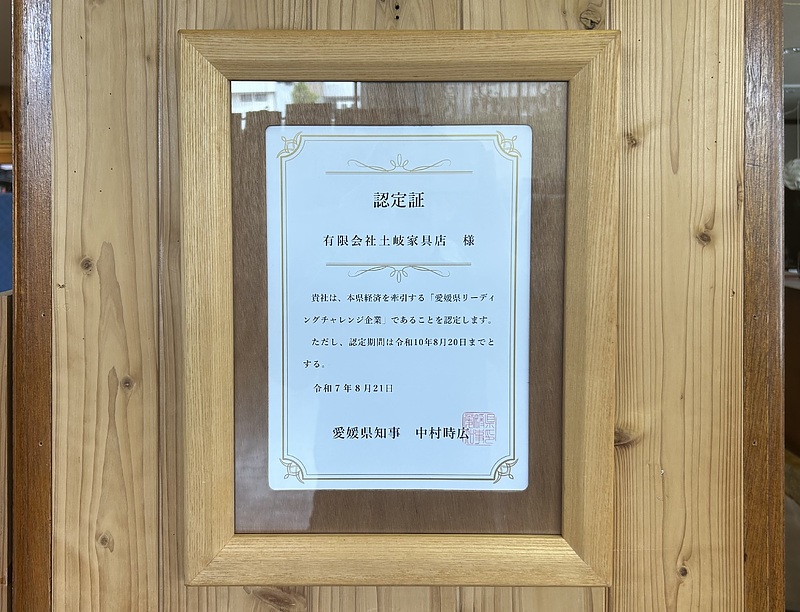 認定証
有限会社土岐家具店　様
貴社は、本県経済を牽引する「愛媛県リーディ
ングチャレンジ企業」であることを認定します。
ただし、認定期間は令和10年8月20日までと
する。
令和７年８月21日
愛媛県知事　中村時広